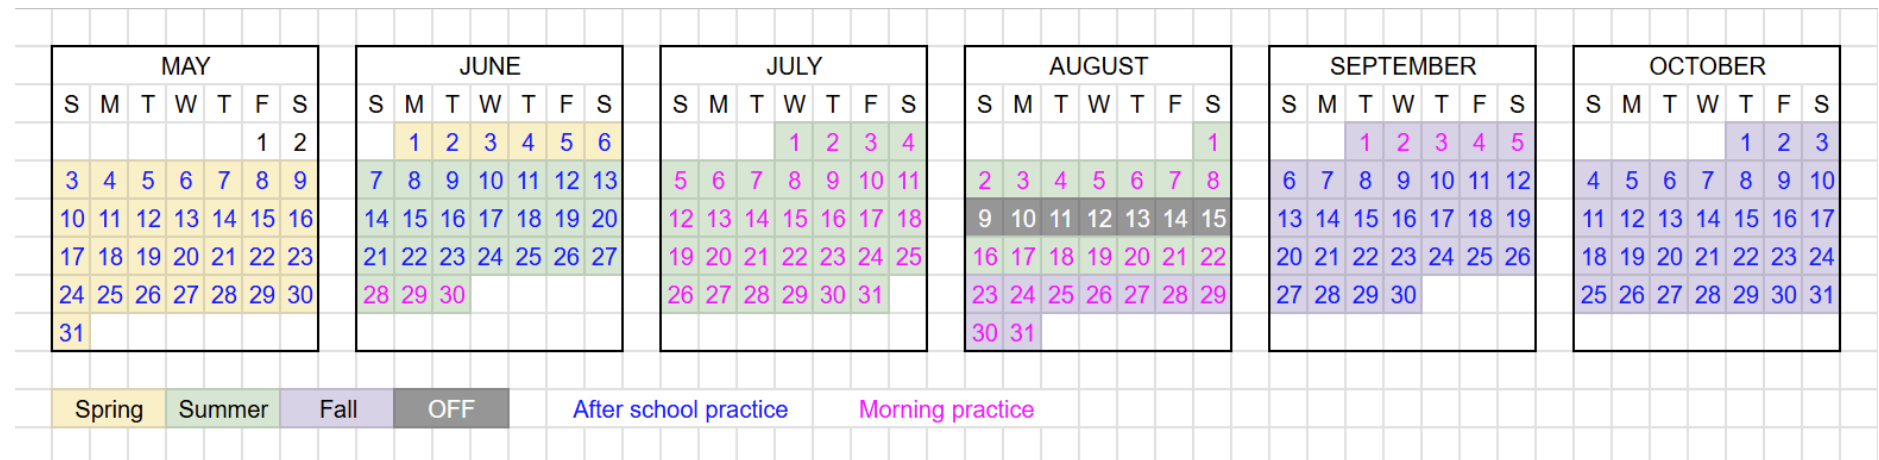 MAY JUNE JULY AUGUST SEPTEMBER OCTOBER
S M T W T F S S M T W T F S S M T W T F S S M T W T F S S M T W T F S S M T W T F S
1 2 1 2 3 4 5 6 1 2 3 4 1 1 2 3 4 5 1 2 3
3 4 5 6 7 8 9 7 8 9 10 11 12 13 5 6 7 8 9 10 11 2 3 4 5 6 7 8 6 7 8 9 10 11 12 4 5 6 7 8 9 10
10 11 12 13 14 15 16 14 15 16 17 18 19 20 12 13 14 15 16 17 18 9 10 11 12 13 14 15 13 14 15 16 17 18 19 11 12 13 14 15 16 17
17 18 19 20 21 22 23 21 22 23 24 25 26 27 19 20 21 22 23 24 25 16 17 18 19 20 21 22 20 21 22 23 24 25 26 18 19 20 21 22 23 24
24 25 26 27 28 29 30 28 29 30 26 27 28 29 30 31 23 24 25 26 27 28 29 27 28 29 30 25 26 27 28 29 30 31
31 30 31
Spring Summer Fall OFF After school practice Morning practice